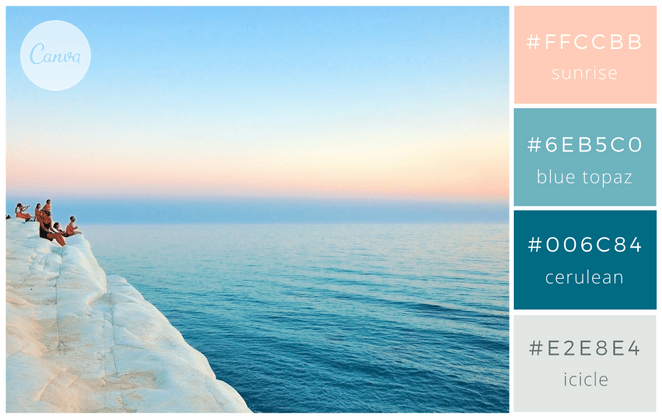 Canva
#FFCCBB
sunrise
#6EB5C0
blue topaz
#006C84
cerulean
#E2E8E4
icicle